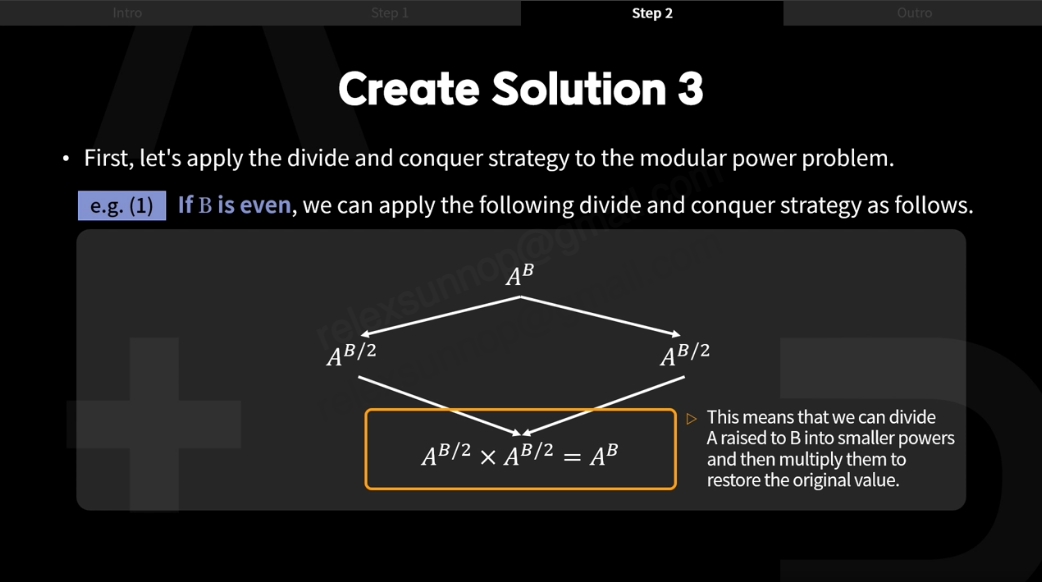 Intro Step 1 Step 2 Outro
Create Solution 3
• First, let's apply the divide and conquer strategy to the modular power problem.
e.g. (1) If B is even, we can apply the following divide and conquer strategy as follows.
A^B
A^{B/2} A^{B/2}
A^{B/2} × A^{B/2} = A^B
▷ This means that we can divide
A raised to B into smaller powers
and then multiply them to
restore the original value.
relexsunnop@gmail.com